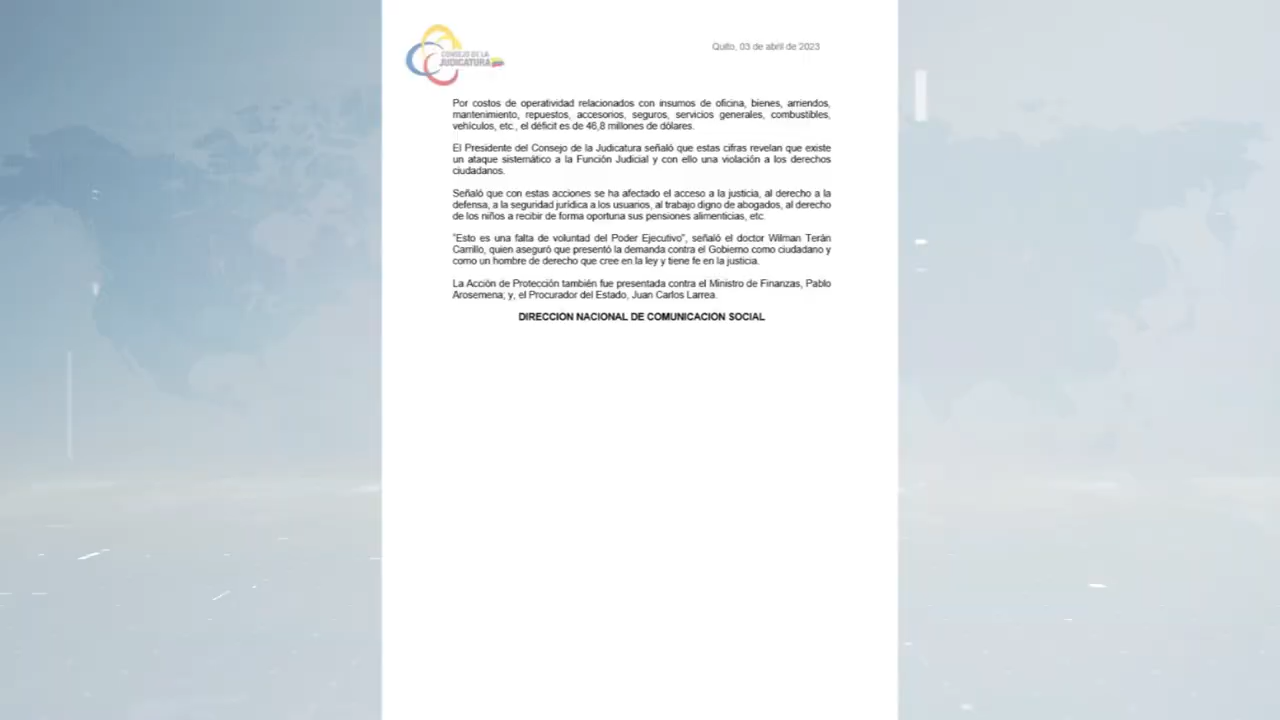 CONSEJO DE LA
JUDICATURA
Quito, 03 de abril de 2023
Por costos de operatividad relacionados con insumos de oficina, bienes, arriendos,
mantenimiento, repuestos, accesorios, seguros, servicios generales, combustibles,
vehículos, etc., el déficit es de 46,8 millones de dólares.
El Presidente del Consejo de la Judicatura señaló que estas cifras revelan que existe
un ataque sistemático a la Función Judicial y con ello una violación a los derechos
ciudadanos.
Señaló que con estas acciones se ha afectado el acceso a la justicia, al derecho a la
defensa, a la seguridad jurídica a los usuarios, al trabajo digno de abogados, al derecho
de los niños a recibir de forma oportuna sus pensiones alimenticias, etc.
"Esto es una falta de voluntad del Poder Ejecutivo", señaló el doctor Wilman Terán
Carrillo, quien aseguró que presentó la demanda contra el Gobierno como ciudadano y
como un hombre de derecho que cree en la ley y tiene fe en la justicia.
La Acción de Protección también fue presentada contra el Ministro de Finanzas, Pablo
Arosemena; y, el Procurador del Estado, Juan Carlos Larrea.
DIRECCION NACIONAL DE COMUNICACION SOCIAL